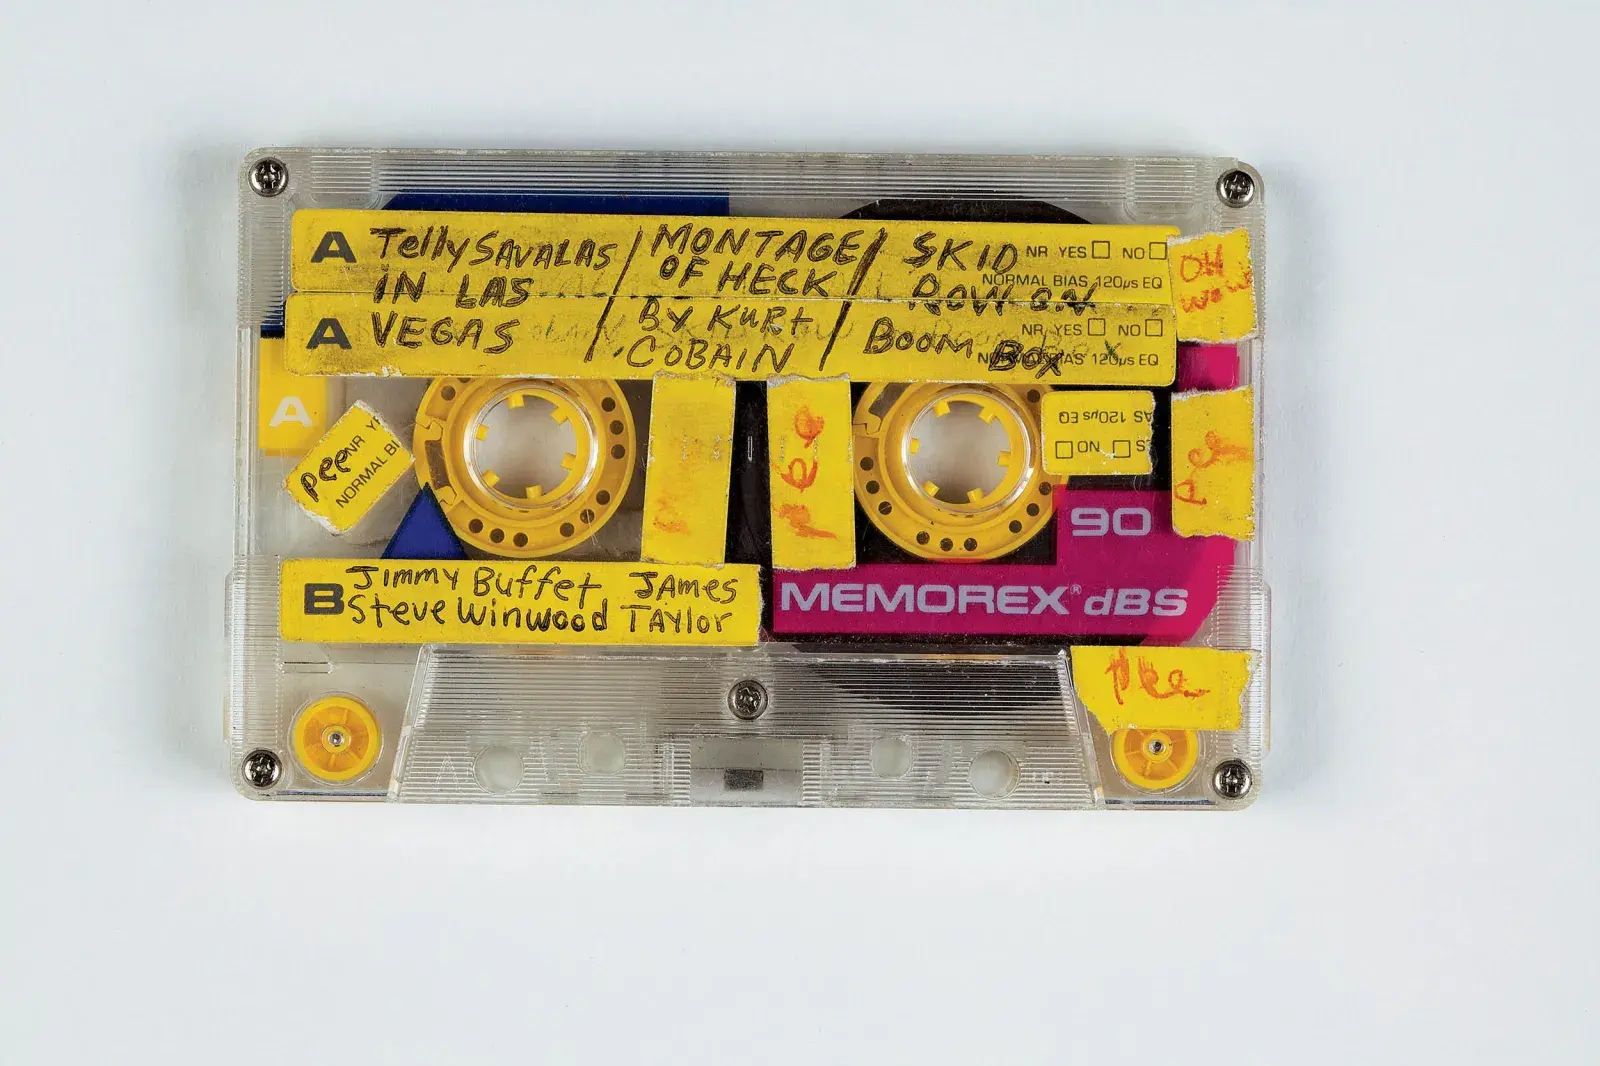 A Telly SAVALAS / MONTAGE / SKID NR YES NO
IN LAS OF HECK ROW ON NORMAL BIAS 120µs EQ
A VEGAS / BY KURT / BOOM BOX NR YES NO
COBAIN NORMAL BIAS 120µs EQ
OH
wow
A
pee NR
NORMAL BI
pee
AS 120µs EQ
S NO
pee
90
MEMOREX® dBS
B Jimmy Buffet JAmes
Steve Winwood TAYlor
pee